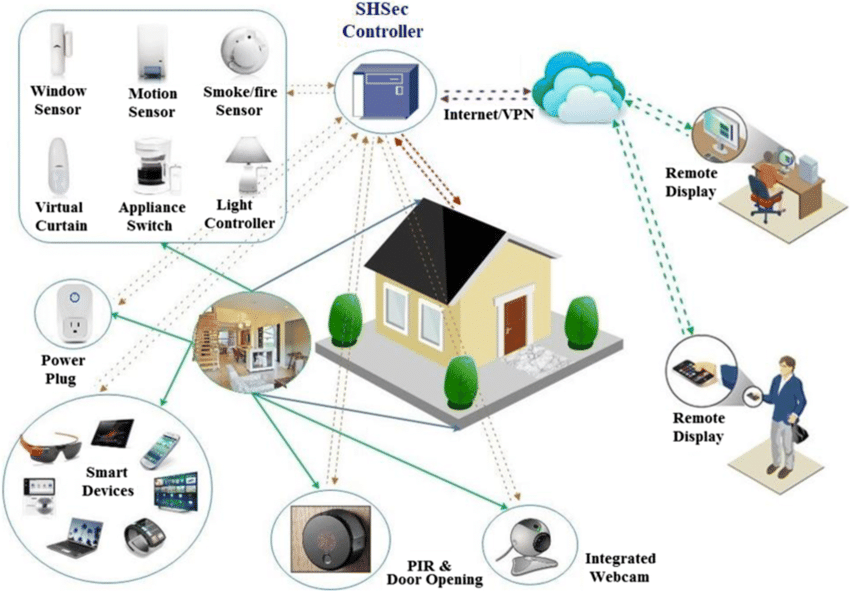 SHSec
Controller
Window
Sensor
Motion
Sensor
Smoke/fire
Sensor
Virtual
Curtain
Appliance
Switch
Light
Controller
Internet/VPN
Remote
Display
Power
Plug
Remote
Display
Smart
Devices
PIR &
Door Opening
Integrated
Webcam